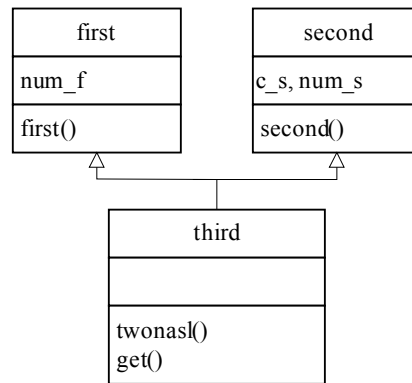 first
num_f
first()
second
c_s, num_s
second()
third
twonasl()
get()